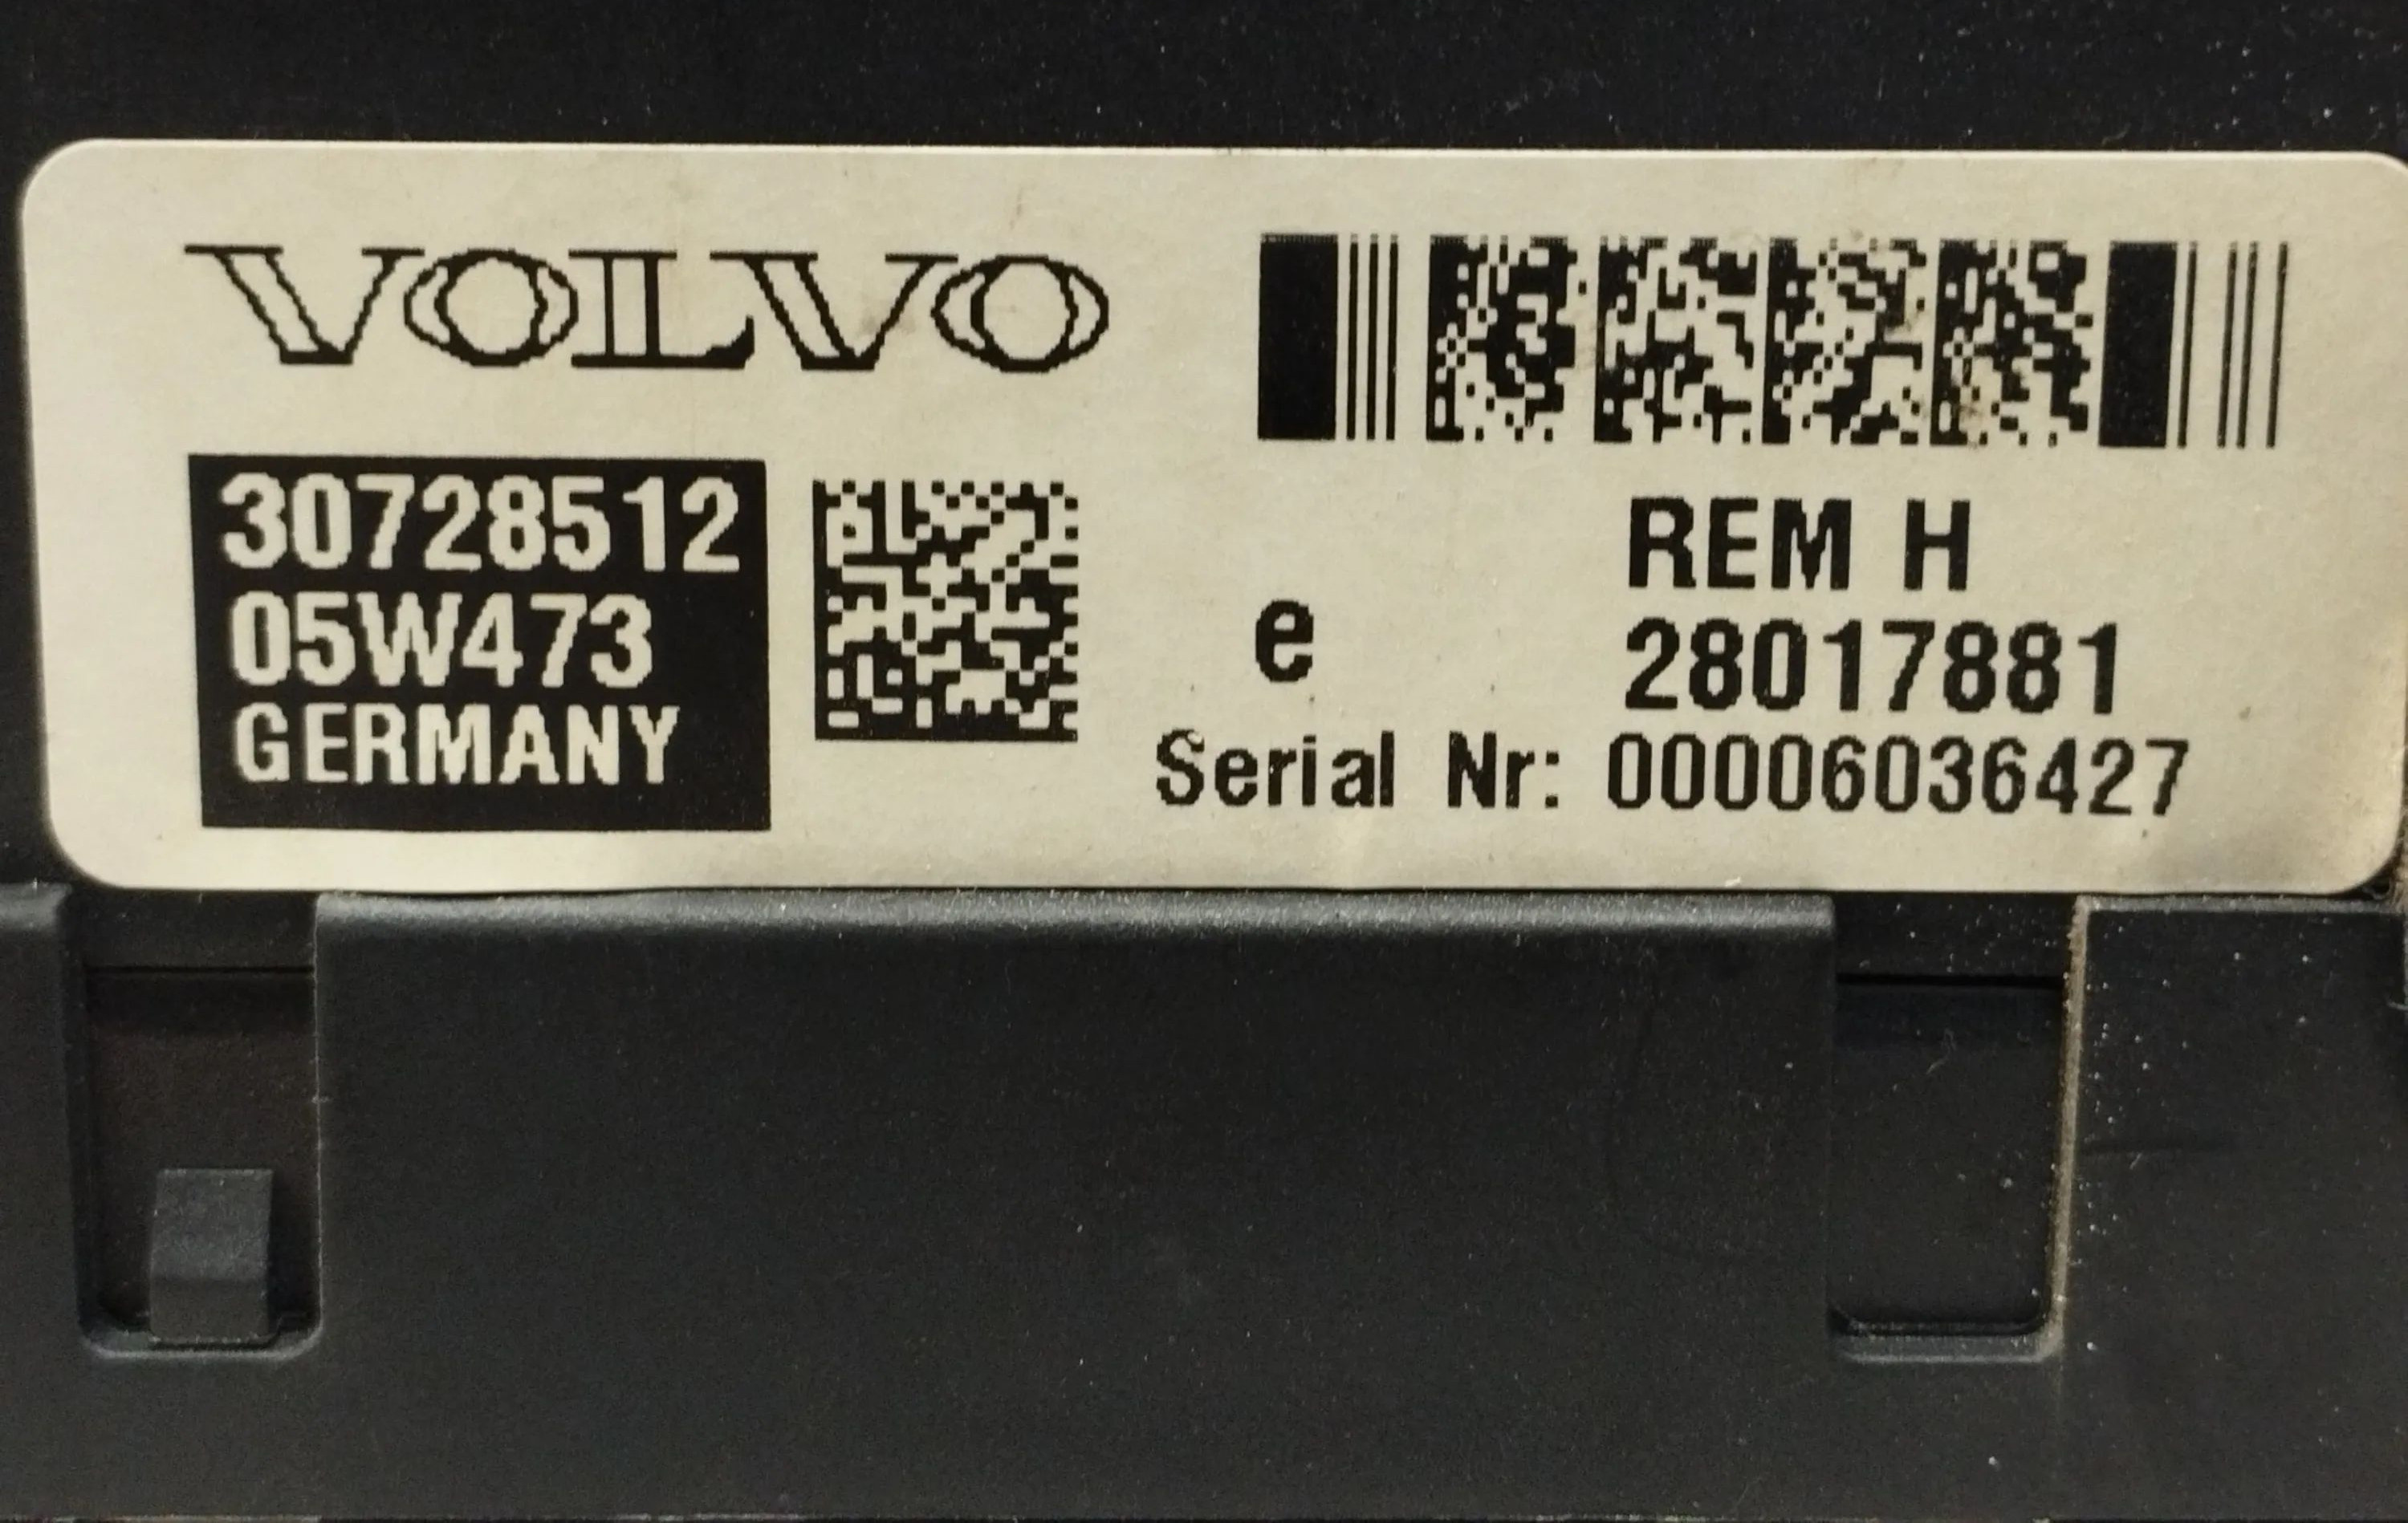 VOLVO
30728512
05W473
GERMANY
REM H
e
28017881
Serial Nr: 00006036427